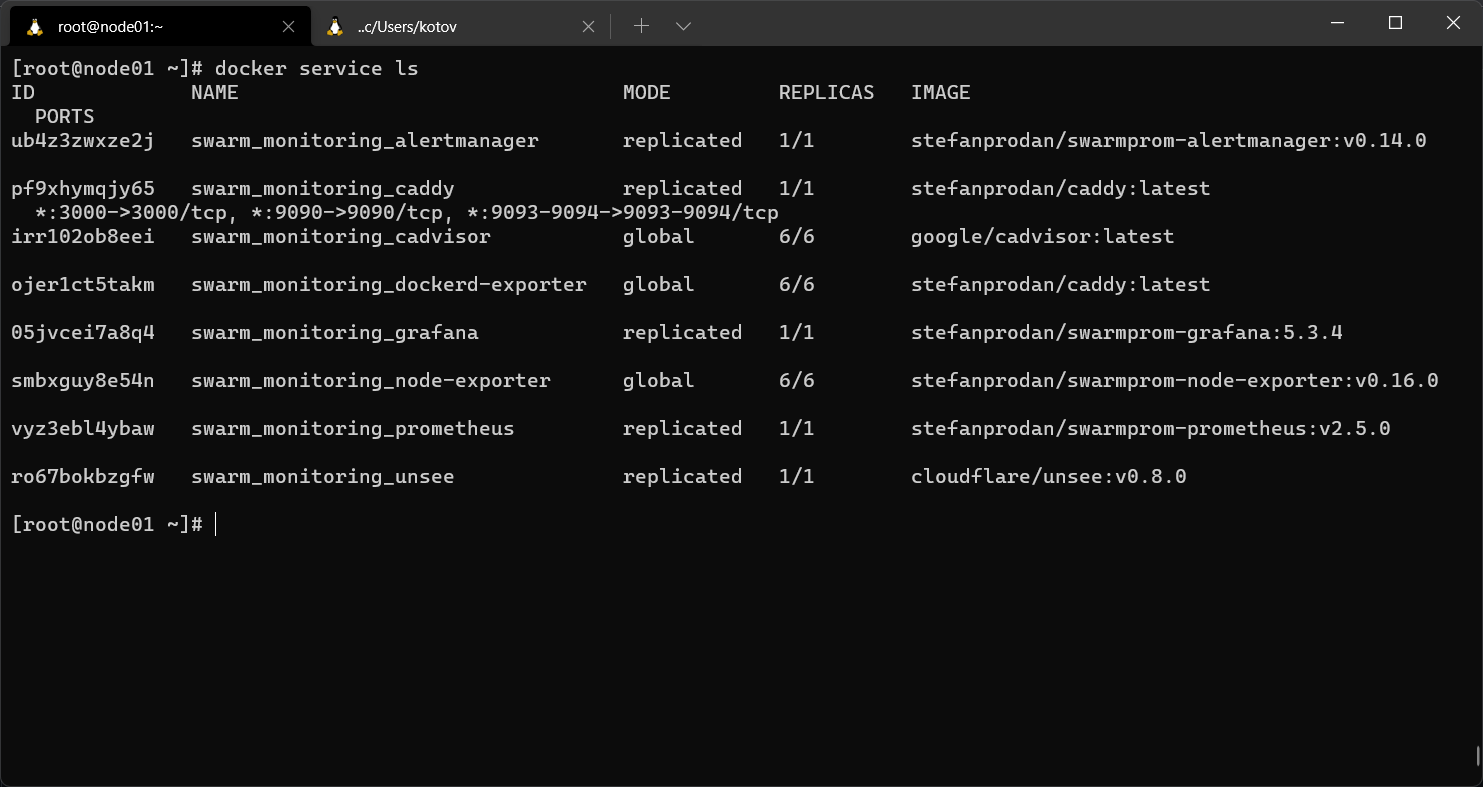 root@node01:~
..c/Users/kotov
[root@node01 ~]# docker service ls
ID             NAME                                MODE         REPLICAS   IMAGE
  PORTS
ub4z3zwxze2j   swarm_monitoring_alertmanager       replicated   1/1        stefanprodan/swarmprom-alertmanager:v0.14.0
pf9xhymqjy65   swarm_monitoring_caddy              replicated   1/1        stefanprodan/caddy:latest
  *:3000->3000/tcp, *:9090->9090/tcp, *:9093-9094->9093-9094/tcp
irr102ob8eei   swarm_monitoring_cadvisor           global       6/6        google/cadvisor:latest
ojer1ct5takm   swarm_monitoring_dockerd-exporter   global       6/6        stefanprodan/caddy:latest
05jvcei7a8q4   swarm_monitoring_grafana            replicated   1/1        stefanprodan/swarmprom-grafana:5.3.4
smbxguy8e54n   swarm_monitoring_node-exporter      global       6/6        stefanprodan/swarmprom-node-exporter:v0.16.0
vyz3ebl4ybaw   swarm_monitoring_prometheus         replicated   1/1        stefanprodan/swarmprom-prometheus:v2.5.0
ro67bokbzgfw   swarm_monitoring_unsee              replicated   1/1        cloudflare/unsee:v0.8.0
[root@node01 ~]#